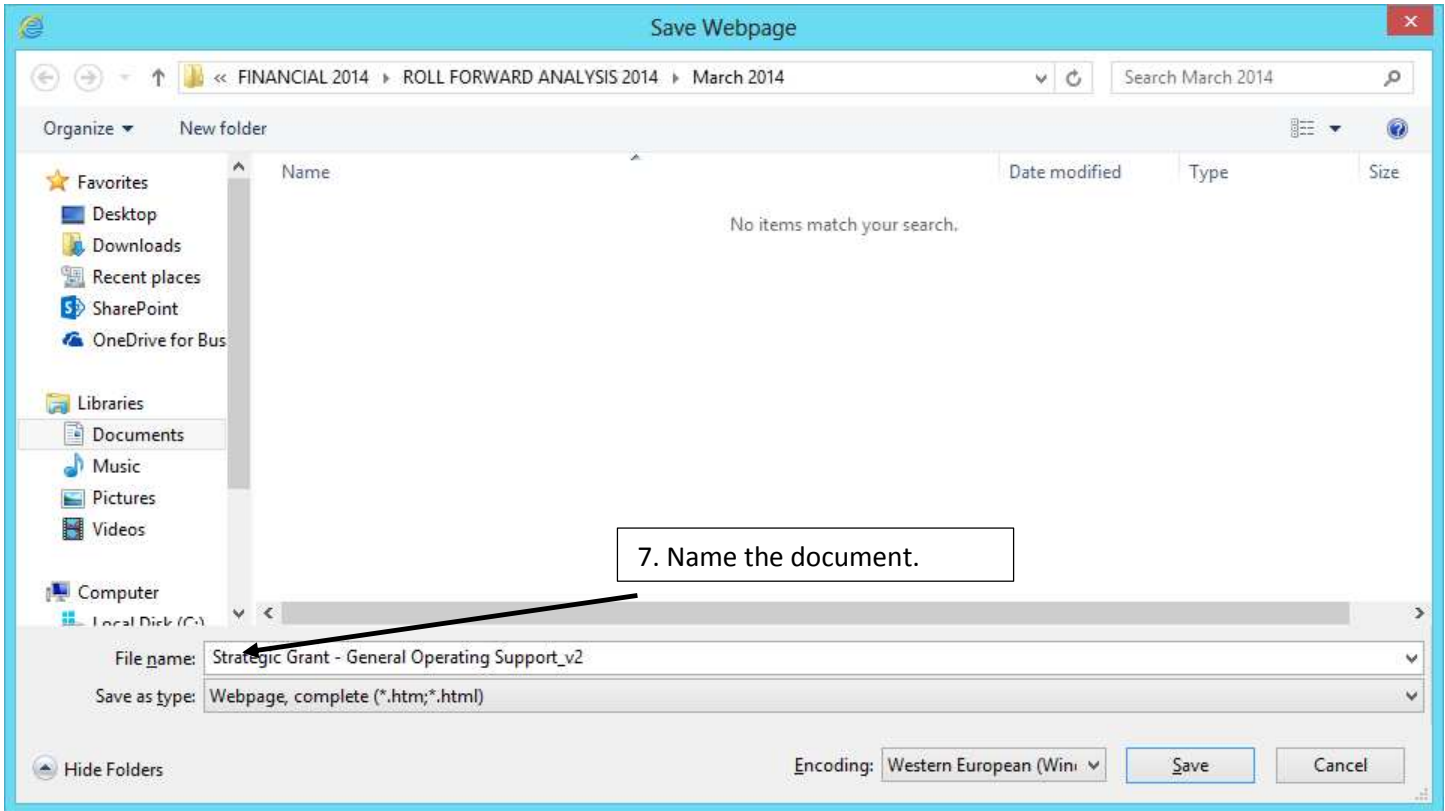 Save Webpage
« FINANCIAL 2014 ▸ ROLL FORWARD ANALYSIS 2014 ▸ March 2014
Search March 2014
Organize ▾ New folder
Name Date modified Type Size
No items match your search.
Favorites
Desktop
Downloads
Recent places
SharePoint
OneDrive for Bus
Libraries
Documents
Music
Pictures
Videos
Computer
Local Disk (C:)
7. Name the document.
File name: Strategic Grant - General Operating Support_v2
Save as type: Webpage, complete (*.htm;*.html)
Hide Folders
Encoding: Western European (Win
Save
Cancel